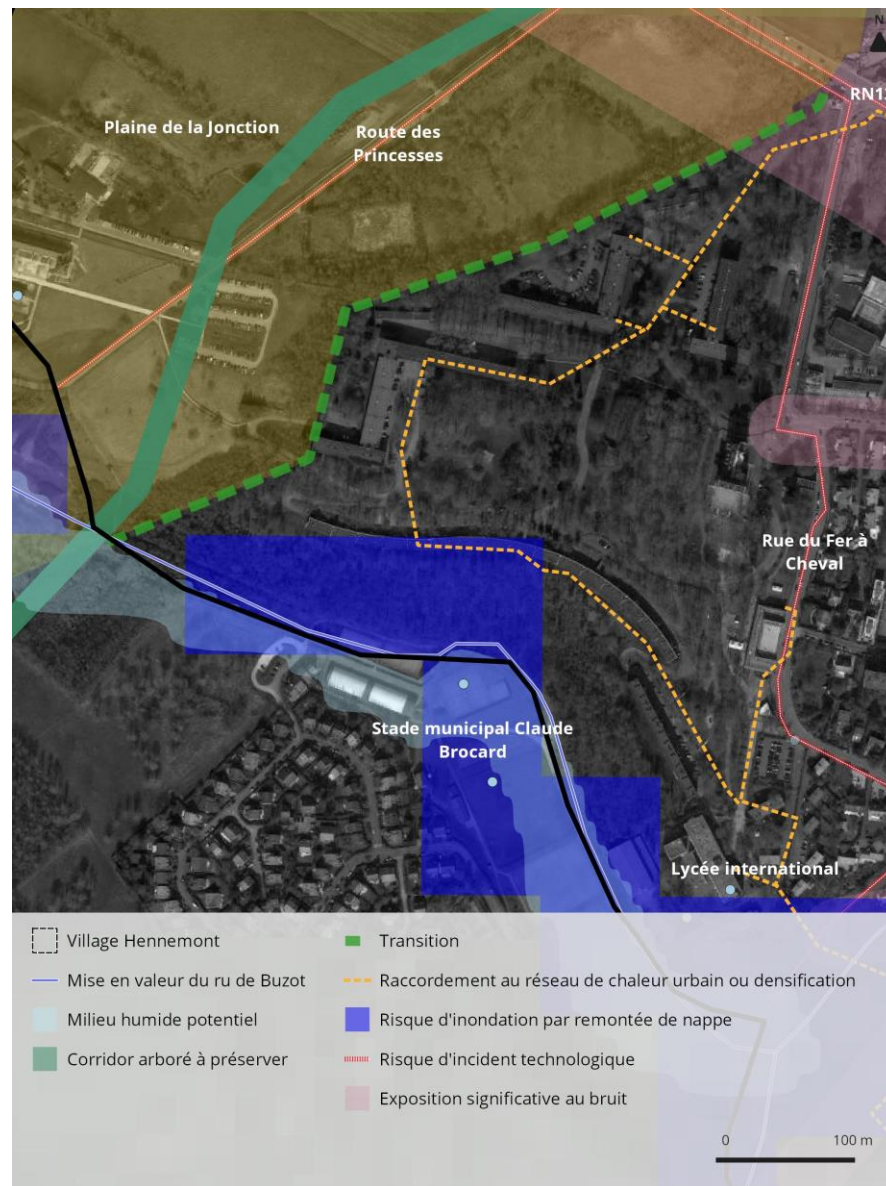 N
RN13
Plaine de la Jonction
Route des
Princesses
Rue du Fer à
Cheval
Stade municipal Claude
Brocard
Lycée international
Village Hennemont
Mise en valeur du ru de Buzot
Milieu humide potentiel
Corridor arboré à préserver
Transition
Raccordement au réseau de chaleur urbain ou densification
Risque d'inondation par remontée de nappe
Risque d'incident technologique
Exposition significative au bruit
0
100 m